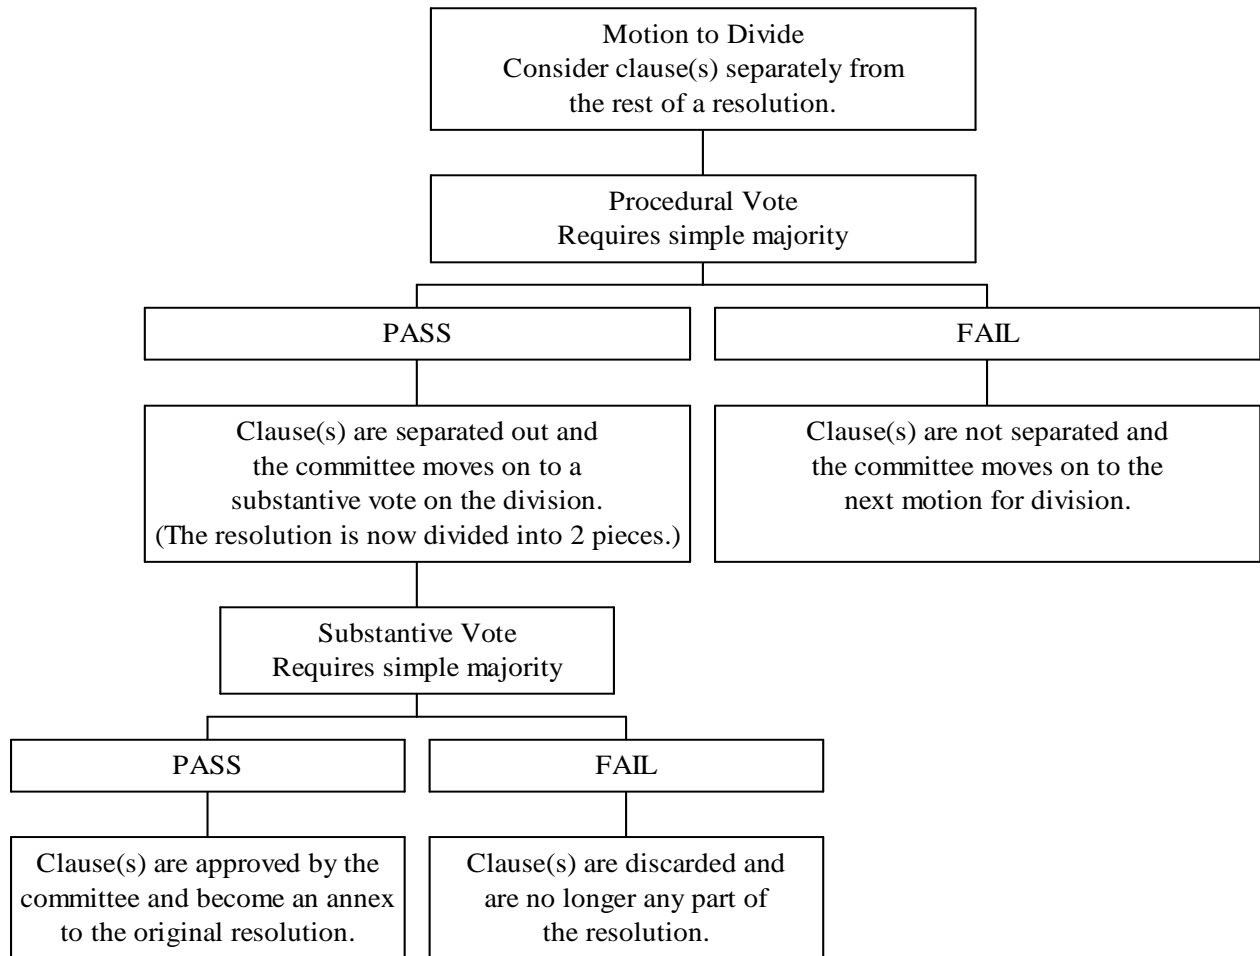 Motion to Divide
Consider clause(s) separately from
the rest of a resolution.
Procedural Vote
Requires simple majority
PASS
FAIL
Clause(s) are separated out and
the committee moves on to a
substantive vote on the division.
(The resolution is now divided into 2 pieces.)
Clause(s) are not separated and
the committee moves on to the
next motion for division.
Substantive Vote
Requires simple majority
PASS
FAIL
Clause(s) are approved by the
committee and become an annex
to the original resolution.
Clause(s) are discarded and
are no longer any part of
the resolution.